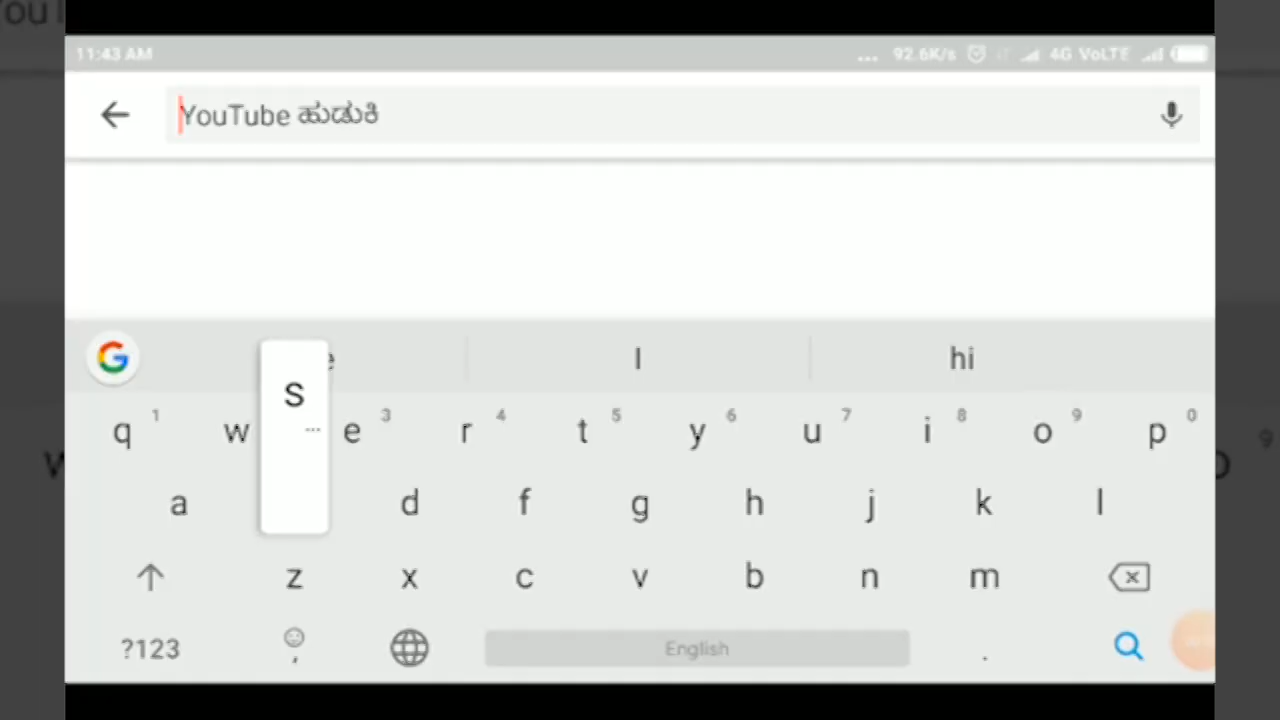 11:43 AM ... 92.6K/s 4G VoLTE
YouTube ಹುಡುಕಿ
G I hi
q 1 w e 3 r 4 t 5 y 6 u 7 i 8 o 9 p 0
a S ... d f g h j k l
z x c v b n m
?123 , English .